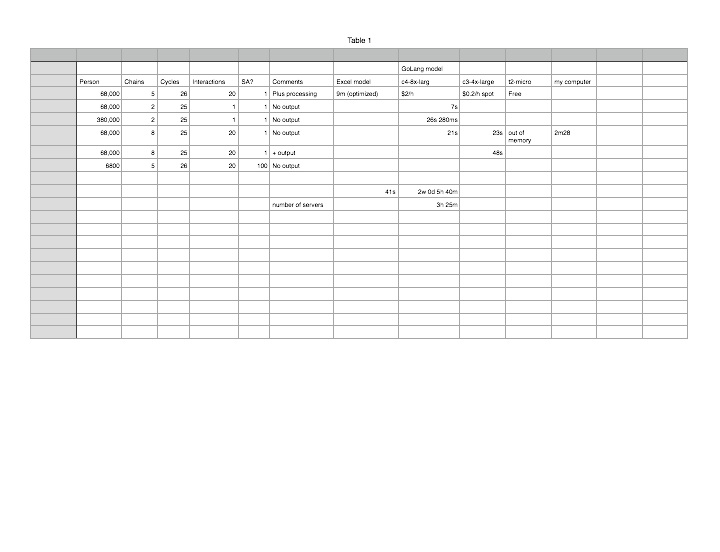 Table 1
GoLang model
Person Chains Cycles Interactions SA? Comments Excel model c4-8x-larg c3-4x-large t2-micro my computer
68,000 5 26 20 1 Plus processing 9m (optimized) $2/h $0.2/h spot Free
68,000 2 25 1 1 No output 7s
380,000 2 25 1 1 No output 26s 280ms
68,000 8 25 20 1 No output 21s 23s out of memory 2m28
68,000 8 25 20 1 + output 48s
6800 5 26 20 100 No output
41s 2w 0d 5h 40m
number of servers 3h 25m